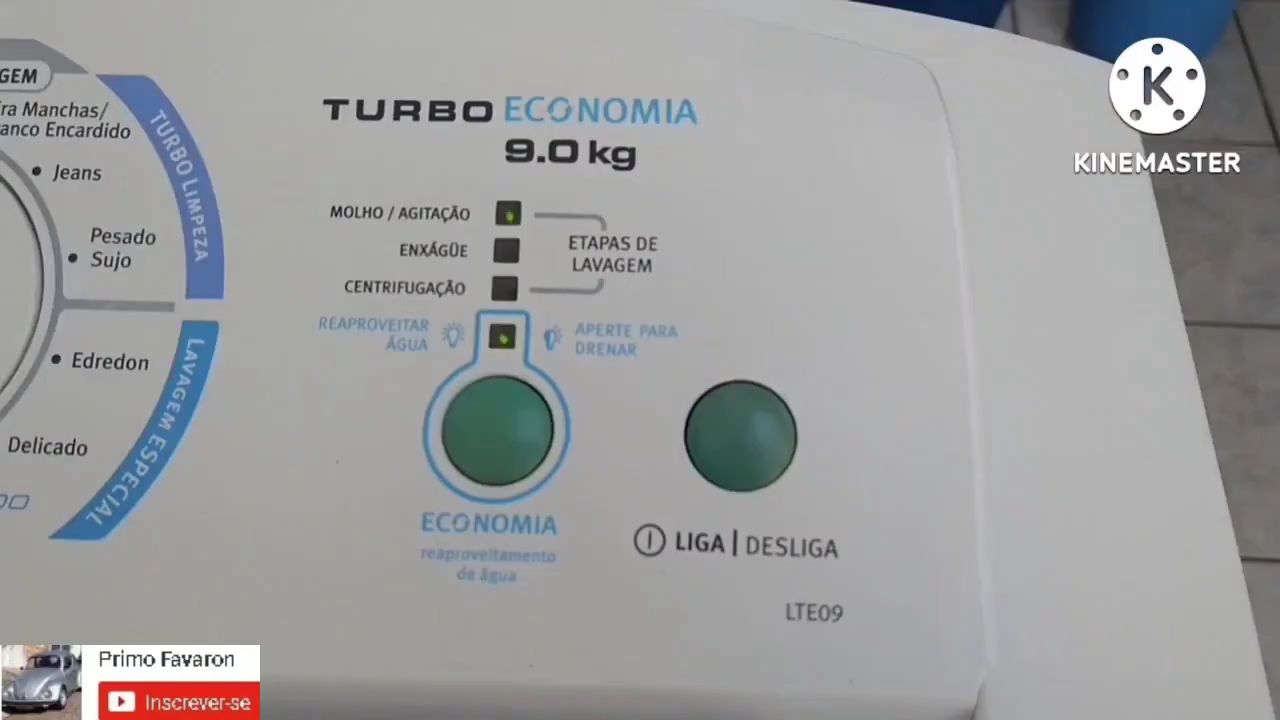 GEM
ra Manchas/
anco Encardido
Jeans
Pesado
Sujo
Edredon
Delicado
TURBO LIMPEZA
LAVAGEM ESPECIAL
TURBO ECONOMIA
9.0 kg
MOLHO / AGITAÇÃO
ENXÁGÜE
CENTRIFUGAÇÃO
ETAPAS DE
LAVAGEM
REAPROVEITAR
ÁGUA
APERTE PARA
DRENAR
ECONOMIA
reaproveitamento
de água
LIGA | DESLIGA
LTE09
KINEMASTER
Primo Favaron
Inscrever-se